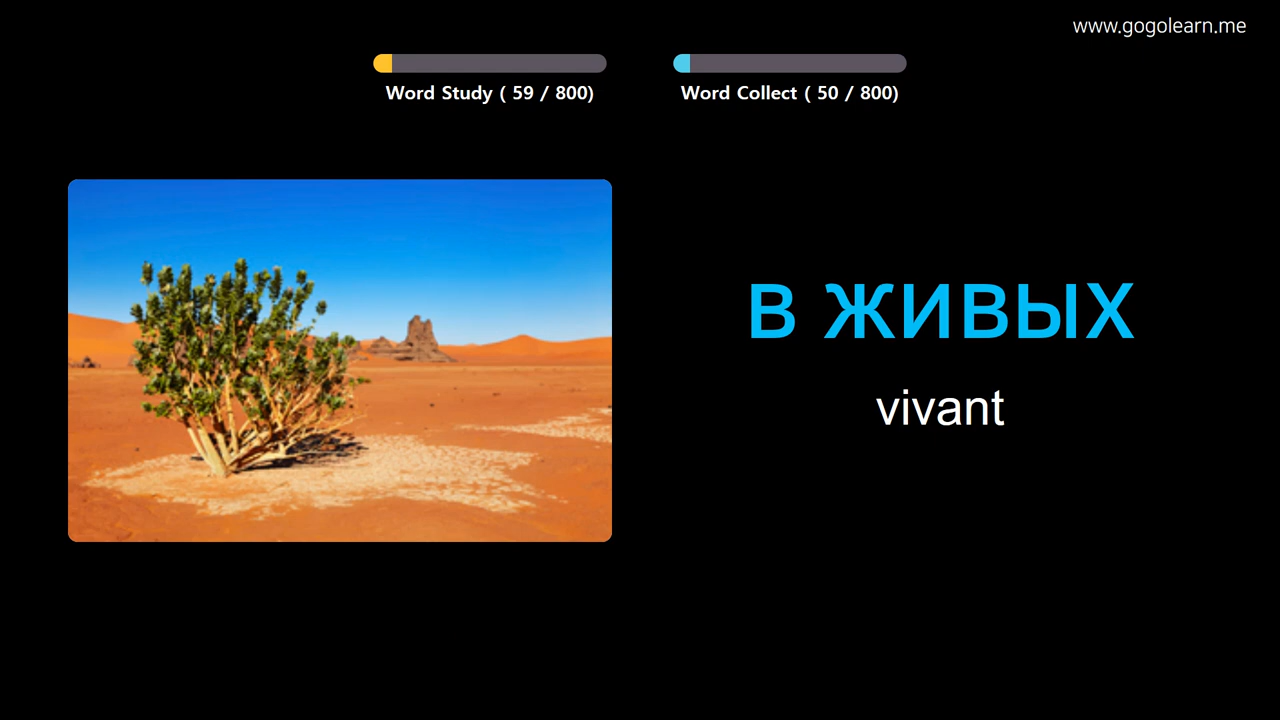 www.gogolearn.me
Word Study ( 59 / 800)
Word Collect ( 50 / 800)
в живых
vivant